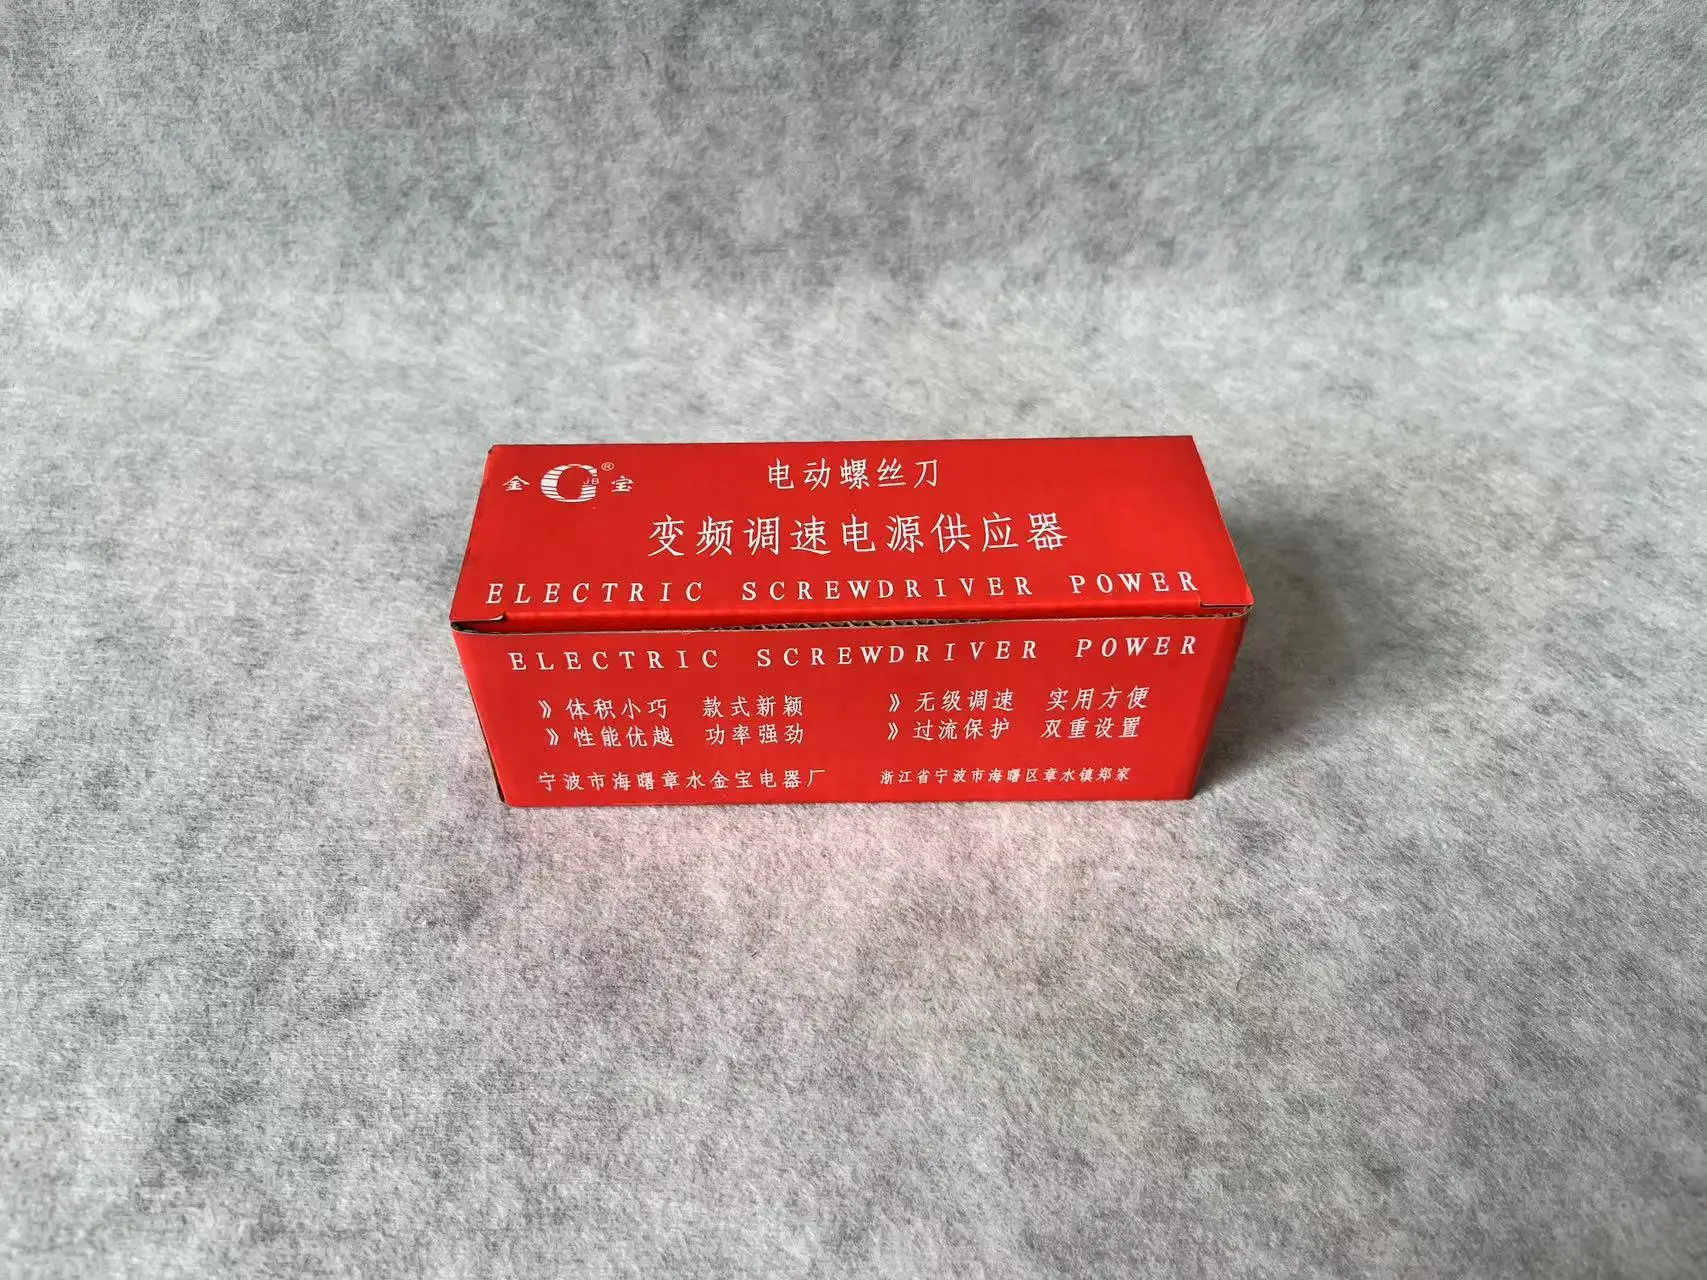 金 JB ® 宝
电动螺丝刀
变频调速电源供应器
ELECTRIC SCREWDRIVER POWER
ELECTRIC SCREWDRIVER POWER
》体积小巧 款式新颖 》无级调速 实用方便
》性能优越 功率强劲 》过流保护 双重设置
宁波市海曙章水金宝电器厂 浙江省宁波市海曙区章水镇郑家